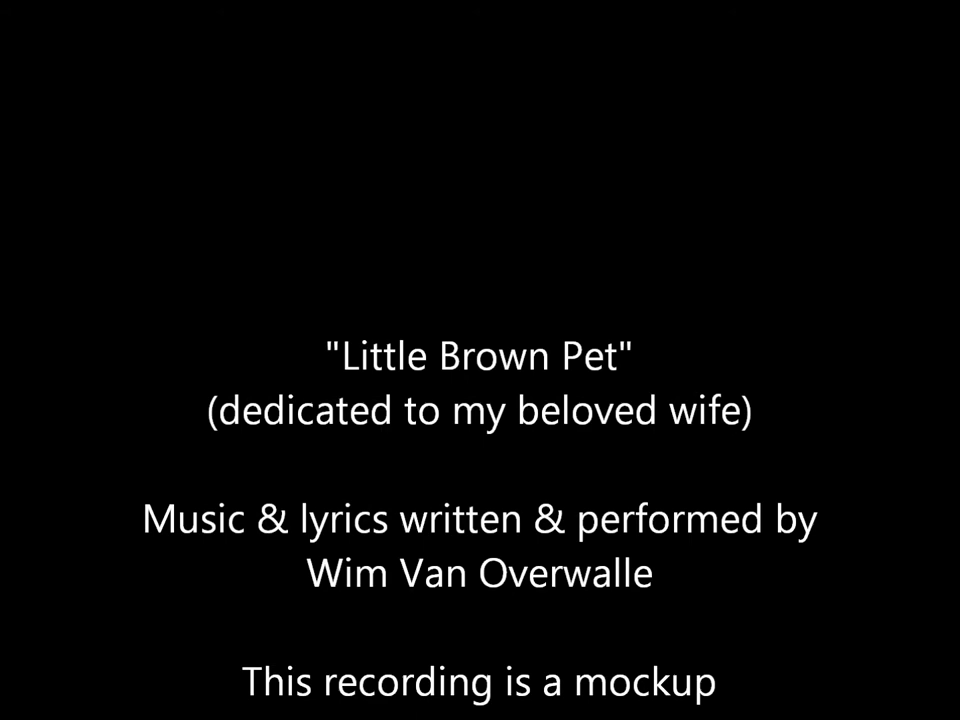 "Little Brown Pet"
(dedicated to my beloved wife)
Music & lyrics written & performed by
Wim Van Overwalle
This recording is a mockup